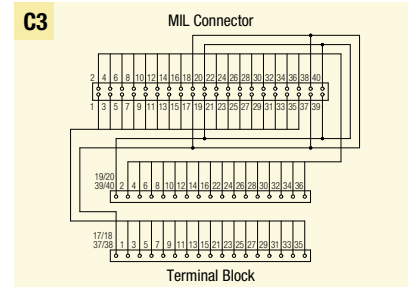 C3
MIL Connector
2 4 6 8 10 12 14 16 18 20 22 24 26 28 30 32 34 36 38 40
1 3 5 7 9 11 13 15 17 19 21 23 25 27 29 31 33 35 37 39
19/20
39/40 2 4 6 8 10 12 14 16 22 24 26 28 30 32 34 36
17/18
37/38 1 3 5 7 9 11 13 15 21 23 25 27 29 31 33 35
Terminal Block